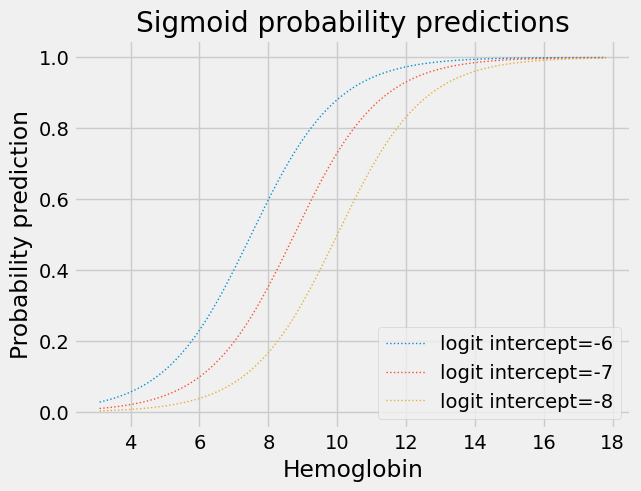 Sigmoid probability predictions
Probability prediction
1.0
0.8
0.6
0.4
0.2
0.0
logit intercept=-6
logit intercept=-7
logit intercept=-8
4 6 8 10 12 14 16 18
Hemoglobin